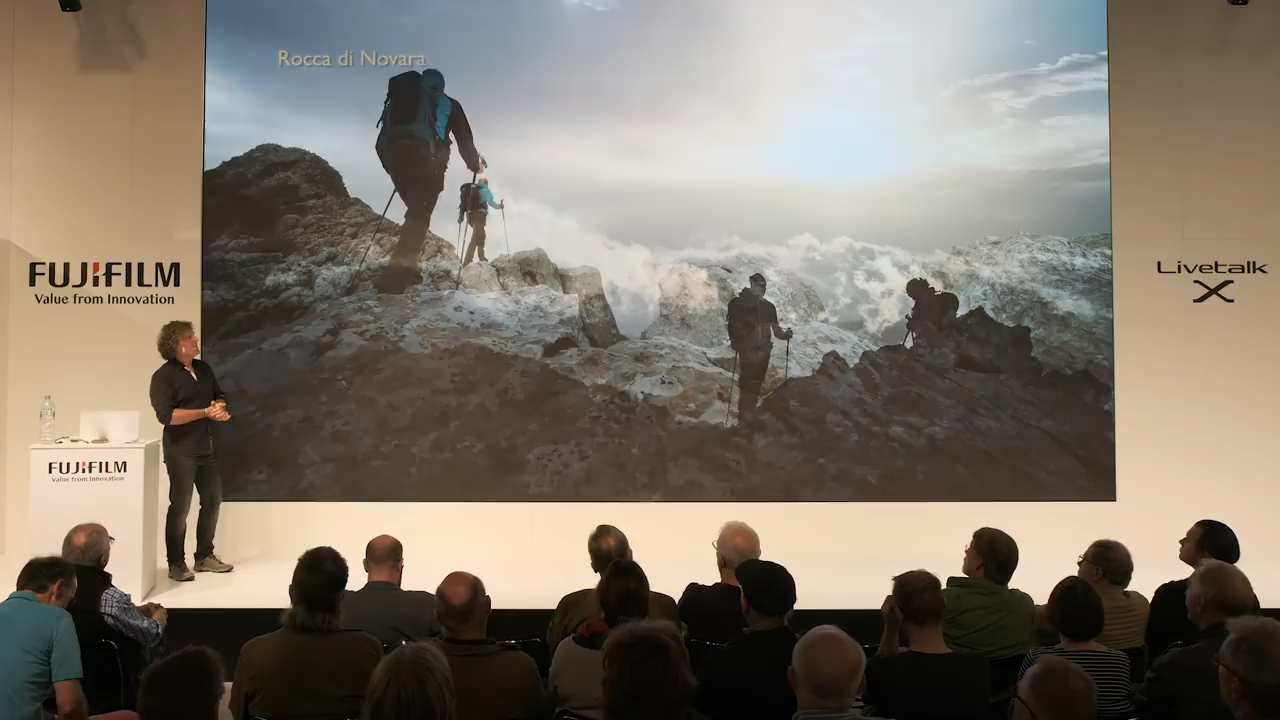 Rocca di Novara
FUJIFILM
Value from Innovation
Livetalk
X
FUJIFILM
Value from Innovation